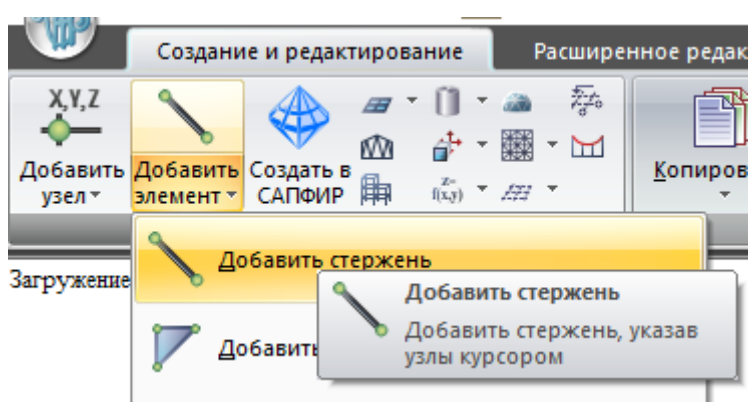 Создание и редактирование
Расширенное редак
X,Y,Z
Добавить
узел
Добавить
элемент
Создать в
САПФИР
z=
f(x,y)
Копиров
Загружение
Добавить стержень
Добавить стержень
Добавить стержень, указав
узлы курсором
Добавить